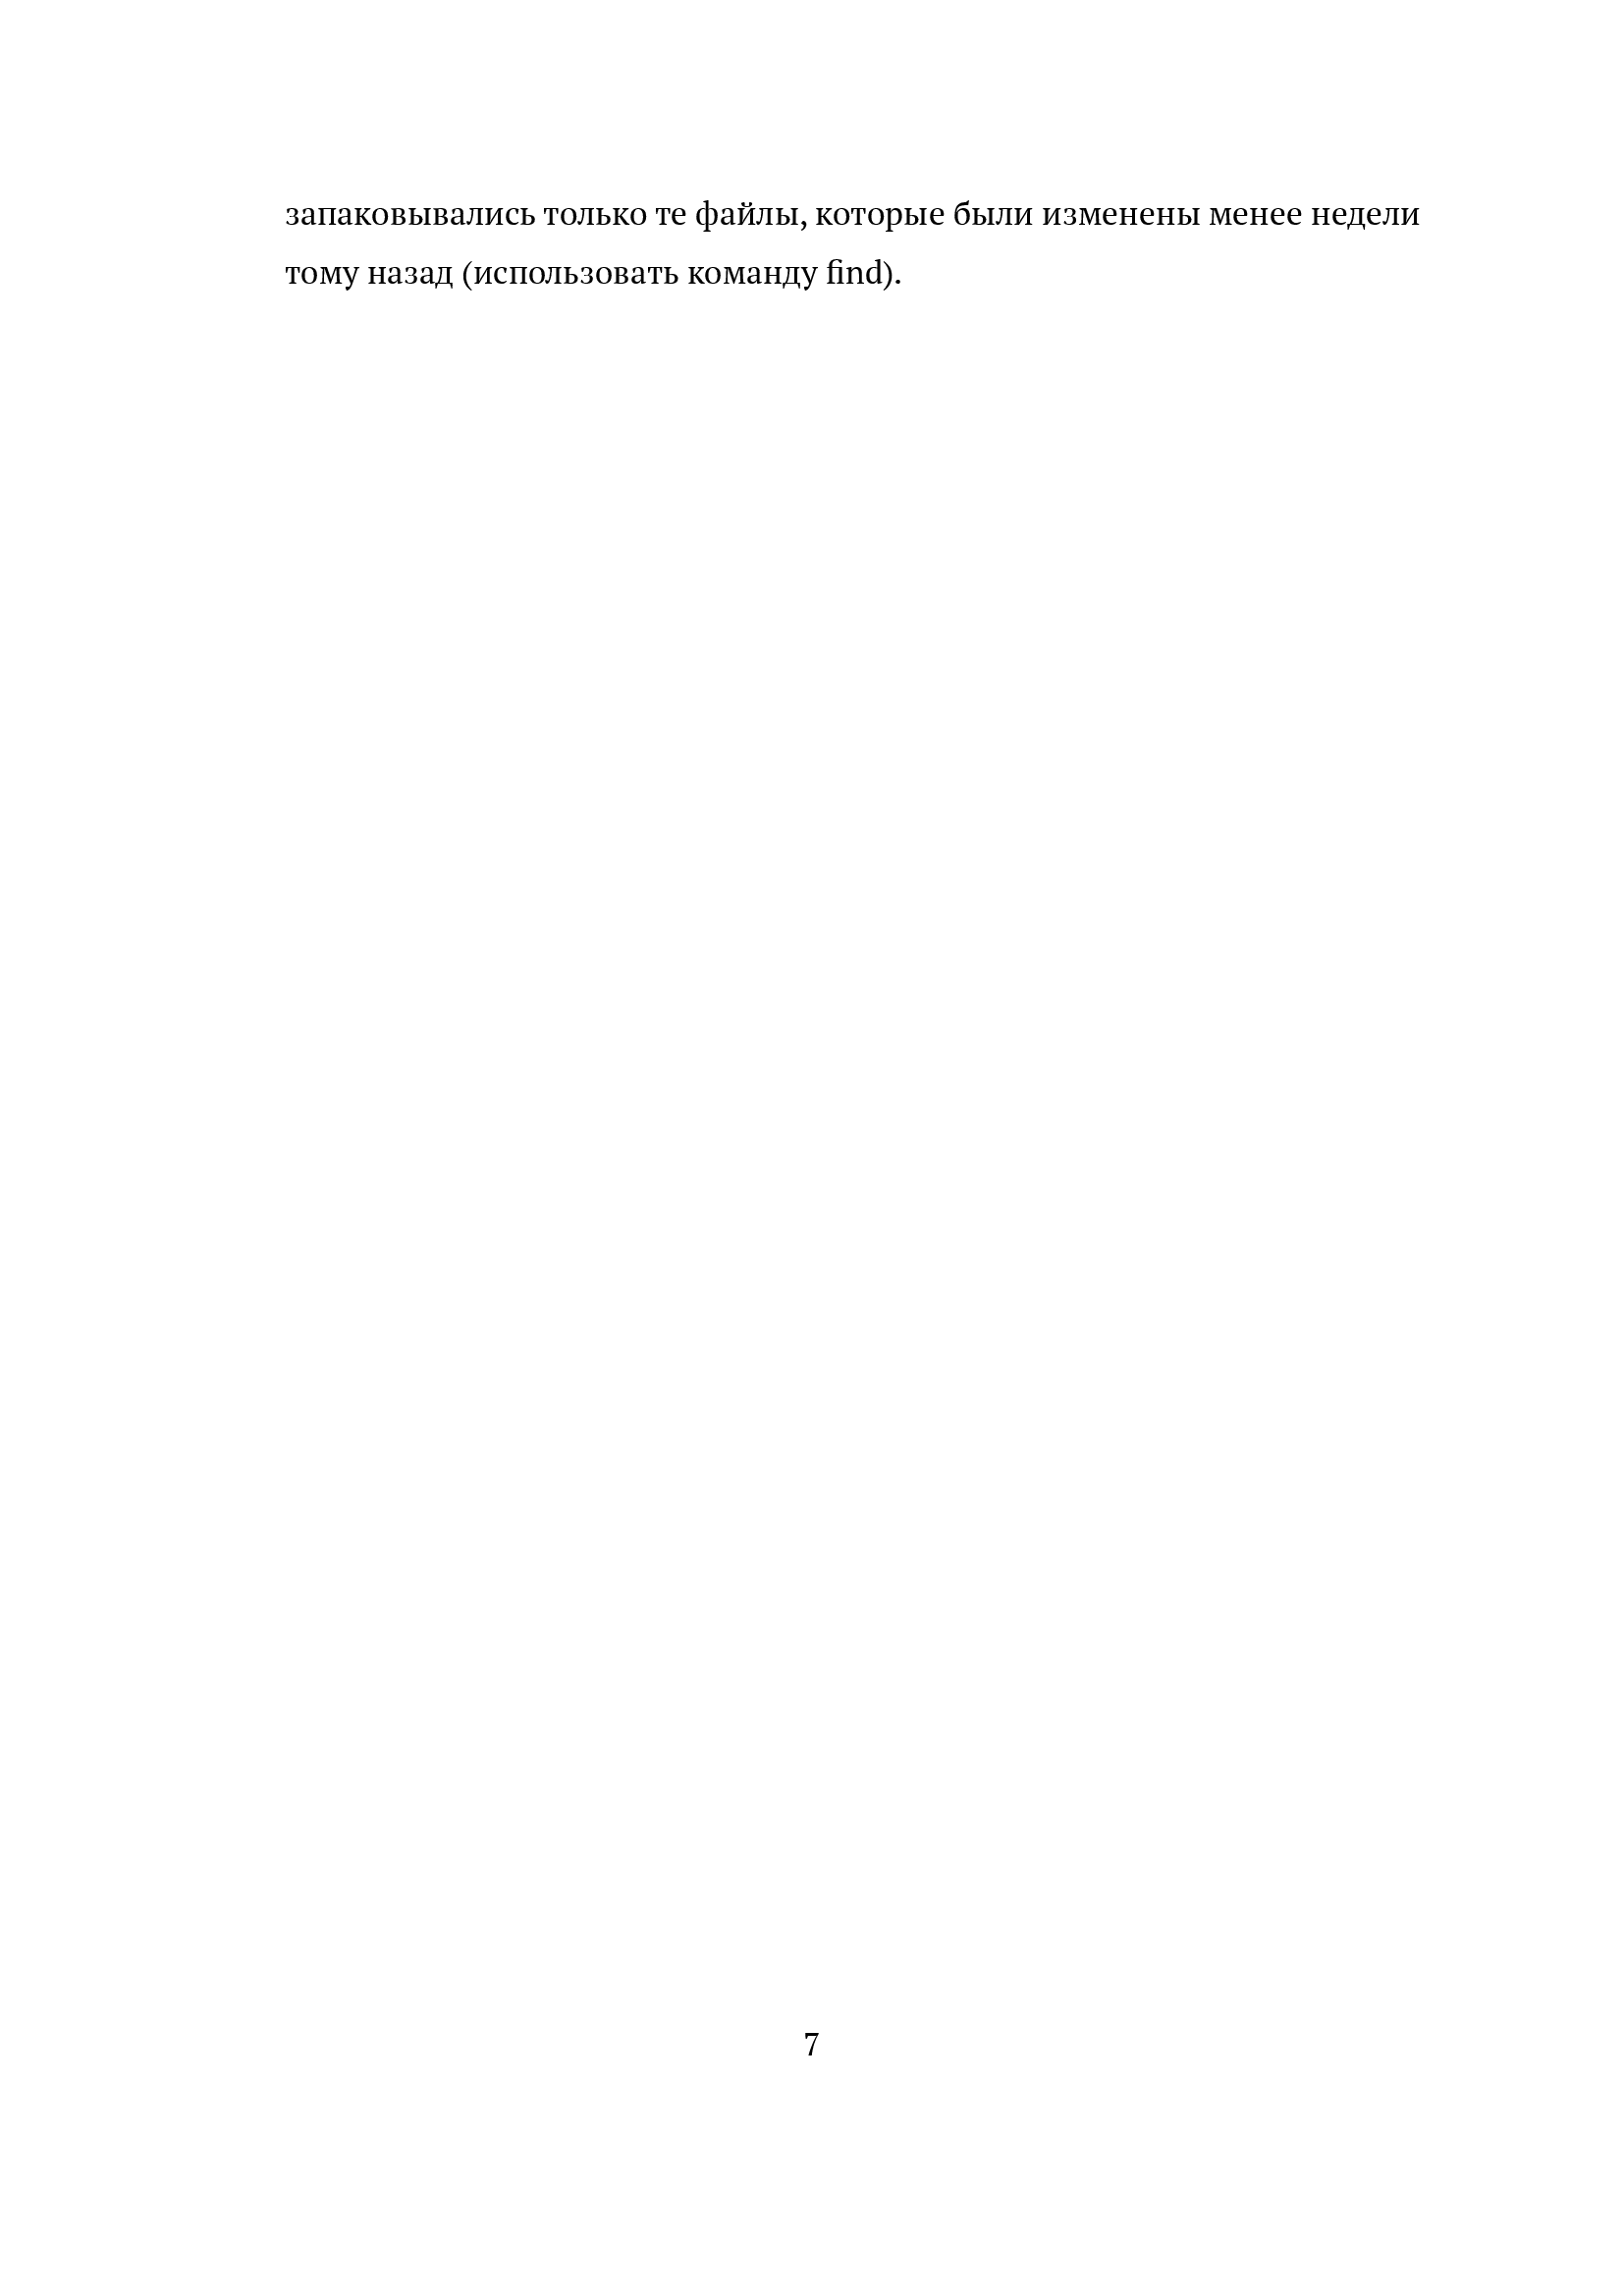 запаковывались только те файлы, которые были изменены менее недели
тому назад (использовать команду find).
7